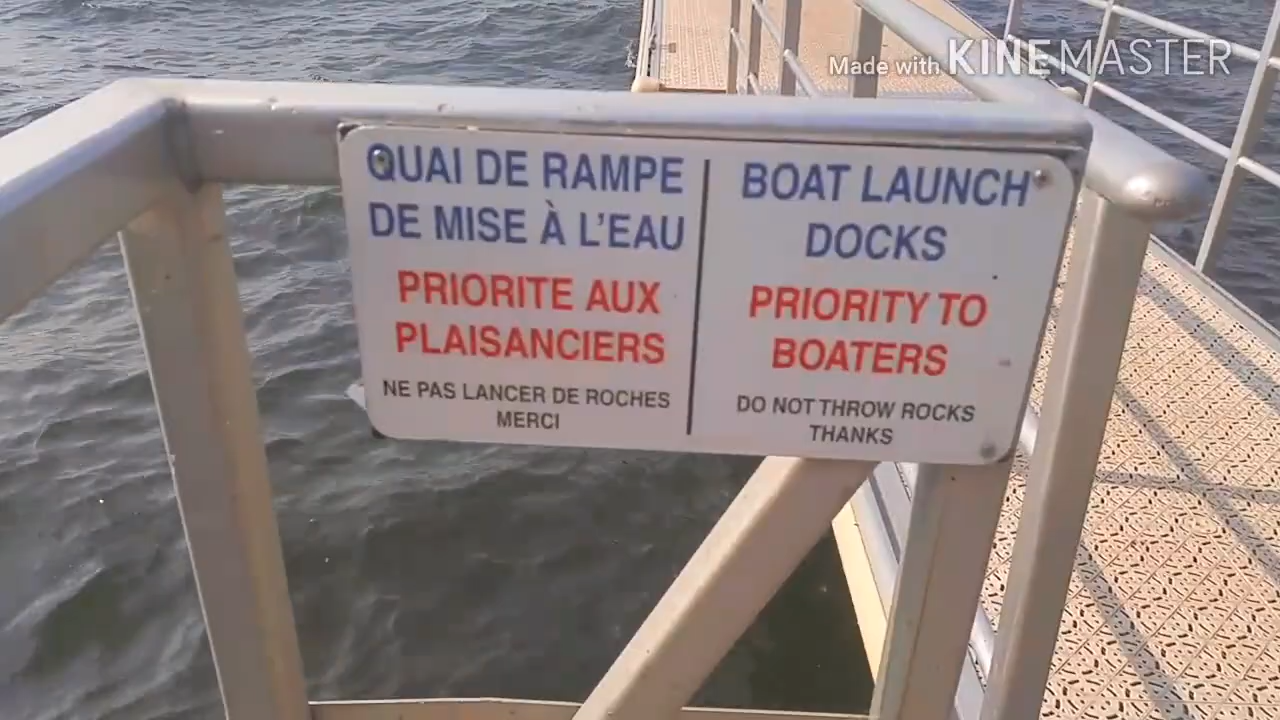 Made with KINEMASTER
QUAI DE RAMPE
DE MISE À L'EAU
PRIORITE AUX
PLAISANCIERS
NE PAS LANCER DE ROCHES
MERCI
BOAT LAUNCH
DOCKS
PRIORITY TO
BOATERS
DO NOT THROW ROCKS
THANKS